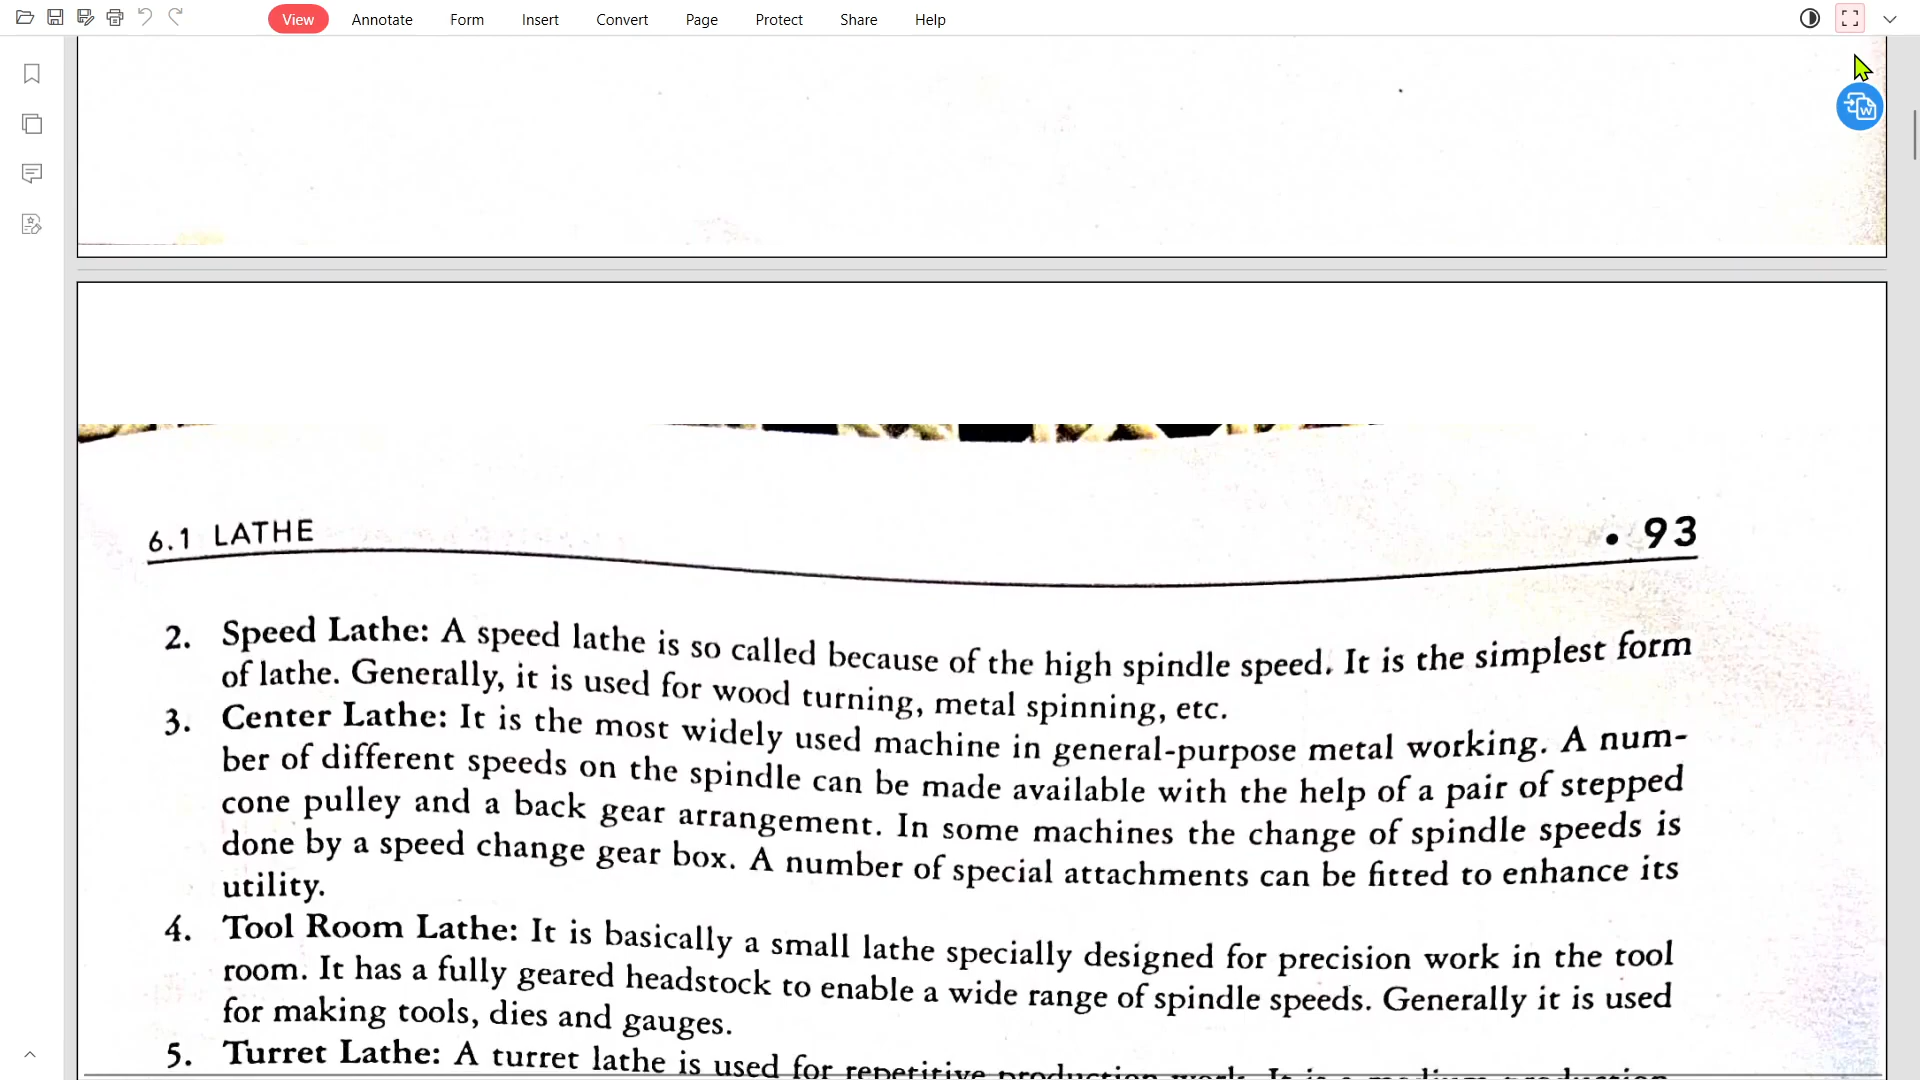 View Annotate Form Insert Convert Page Protect Share Help
6.1 LATHE • 93
2. Speed Lathe: A speed lathe is so called because of the high spindle speed. It is the simplest form
of lathe. Generally, it is used for wood turning, metal spinning, etc.
3. Center Lathe: It is the most widely used machine in general-purpose metal working. A num-
ber of different speeds on the spindle can be made available with the help of a pair of stepped
cone pulley and a back gear arrangement. In some machines the change of spindle speeds is
done by a speed change gear box. A number of special attachments can be fitted to enhance its
utility.
4. Tool Room Lathe: It is basically a small lathe specially designed for precision work in the tool
room. It has a fully geared headstock to enable a wide range of spindle speeds. Generally it is used
for making tools, dies and gauges.
5. Turret Lathe: A turret lathe is used for repetitive production work. It is a medium production